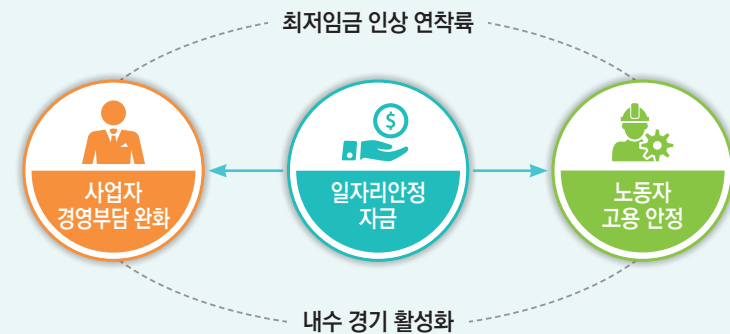 최저임금 인상 연착륙
사업자
경영부담 완화
$
일자리안정
자금
노동자
고용 안정
내수 경기 활성화